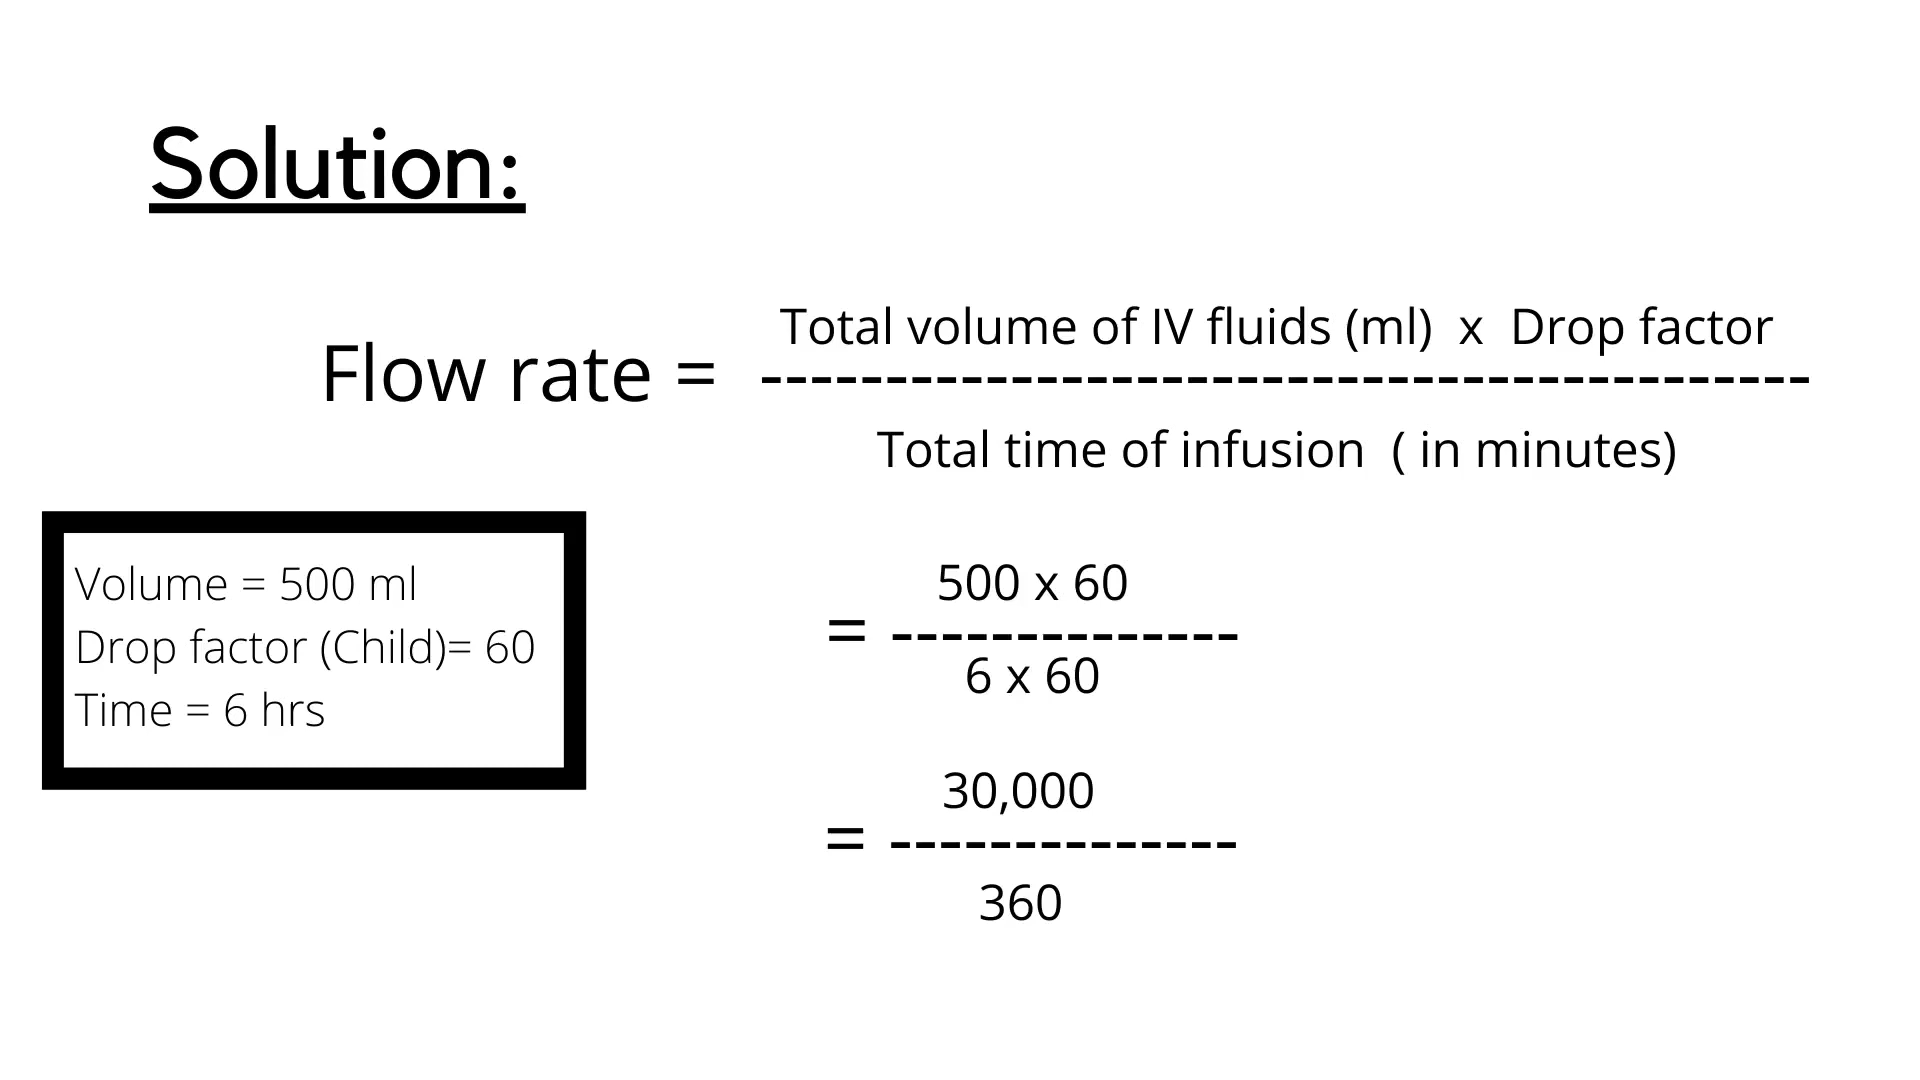 Solution:
Total volume of IV fluids (ml) x Drop factor
Flow rate = ------------------------------------------
Total time of infusion ( in minutes)
Volume = 500 ml
Drop factor (Child)= 60
Time = 6 hrs
500 x 60
= --------------
6 x 60
30,000
= --------------
360